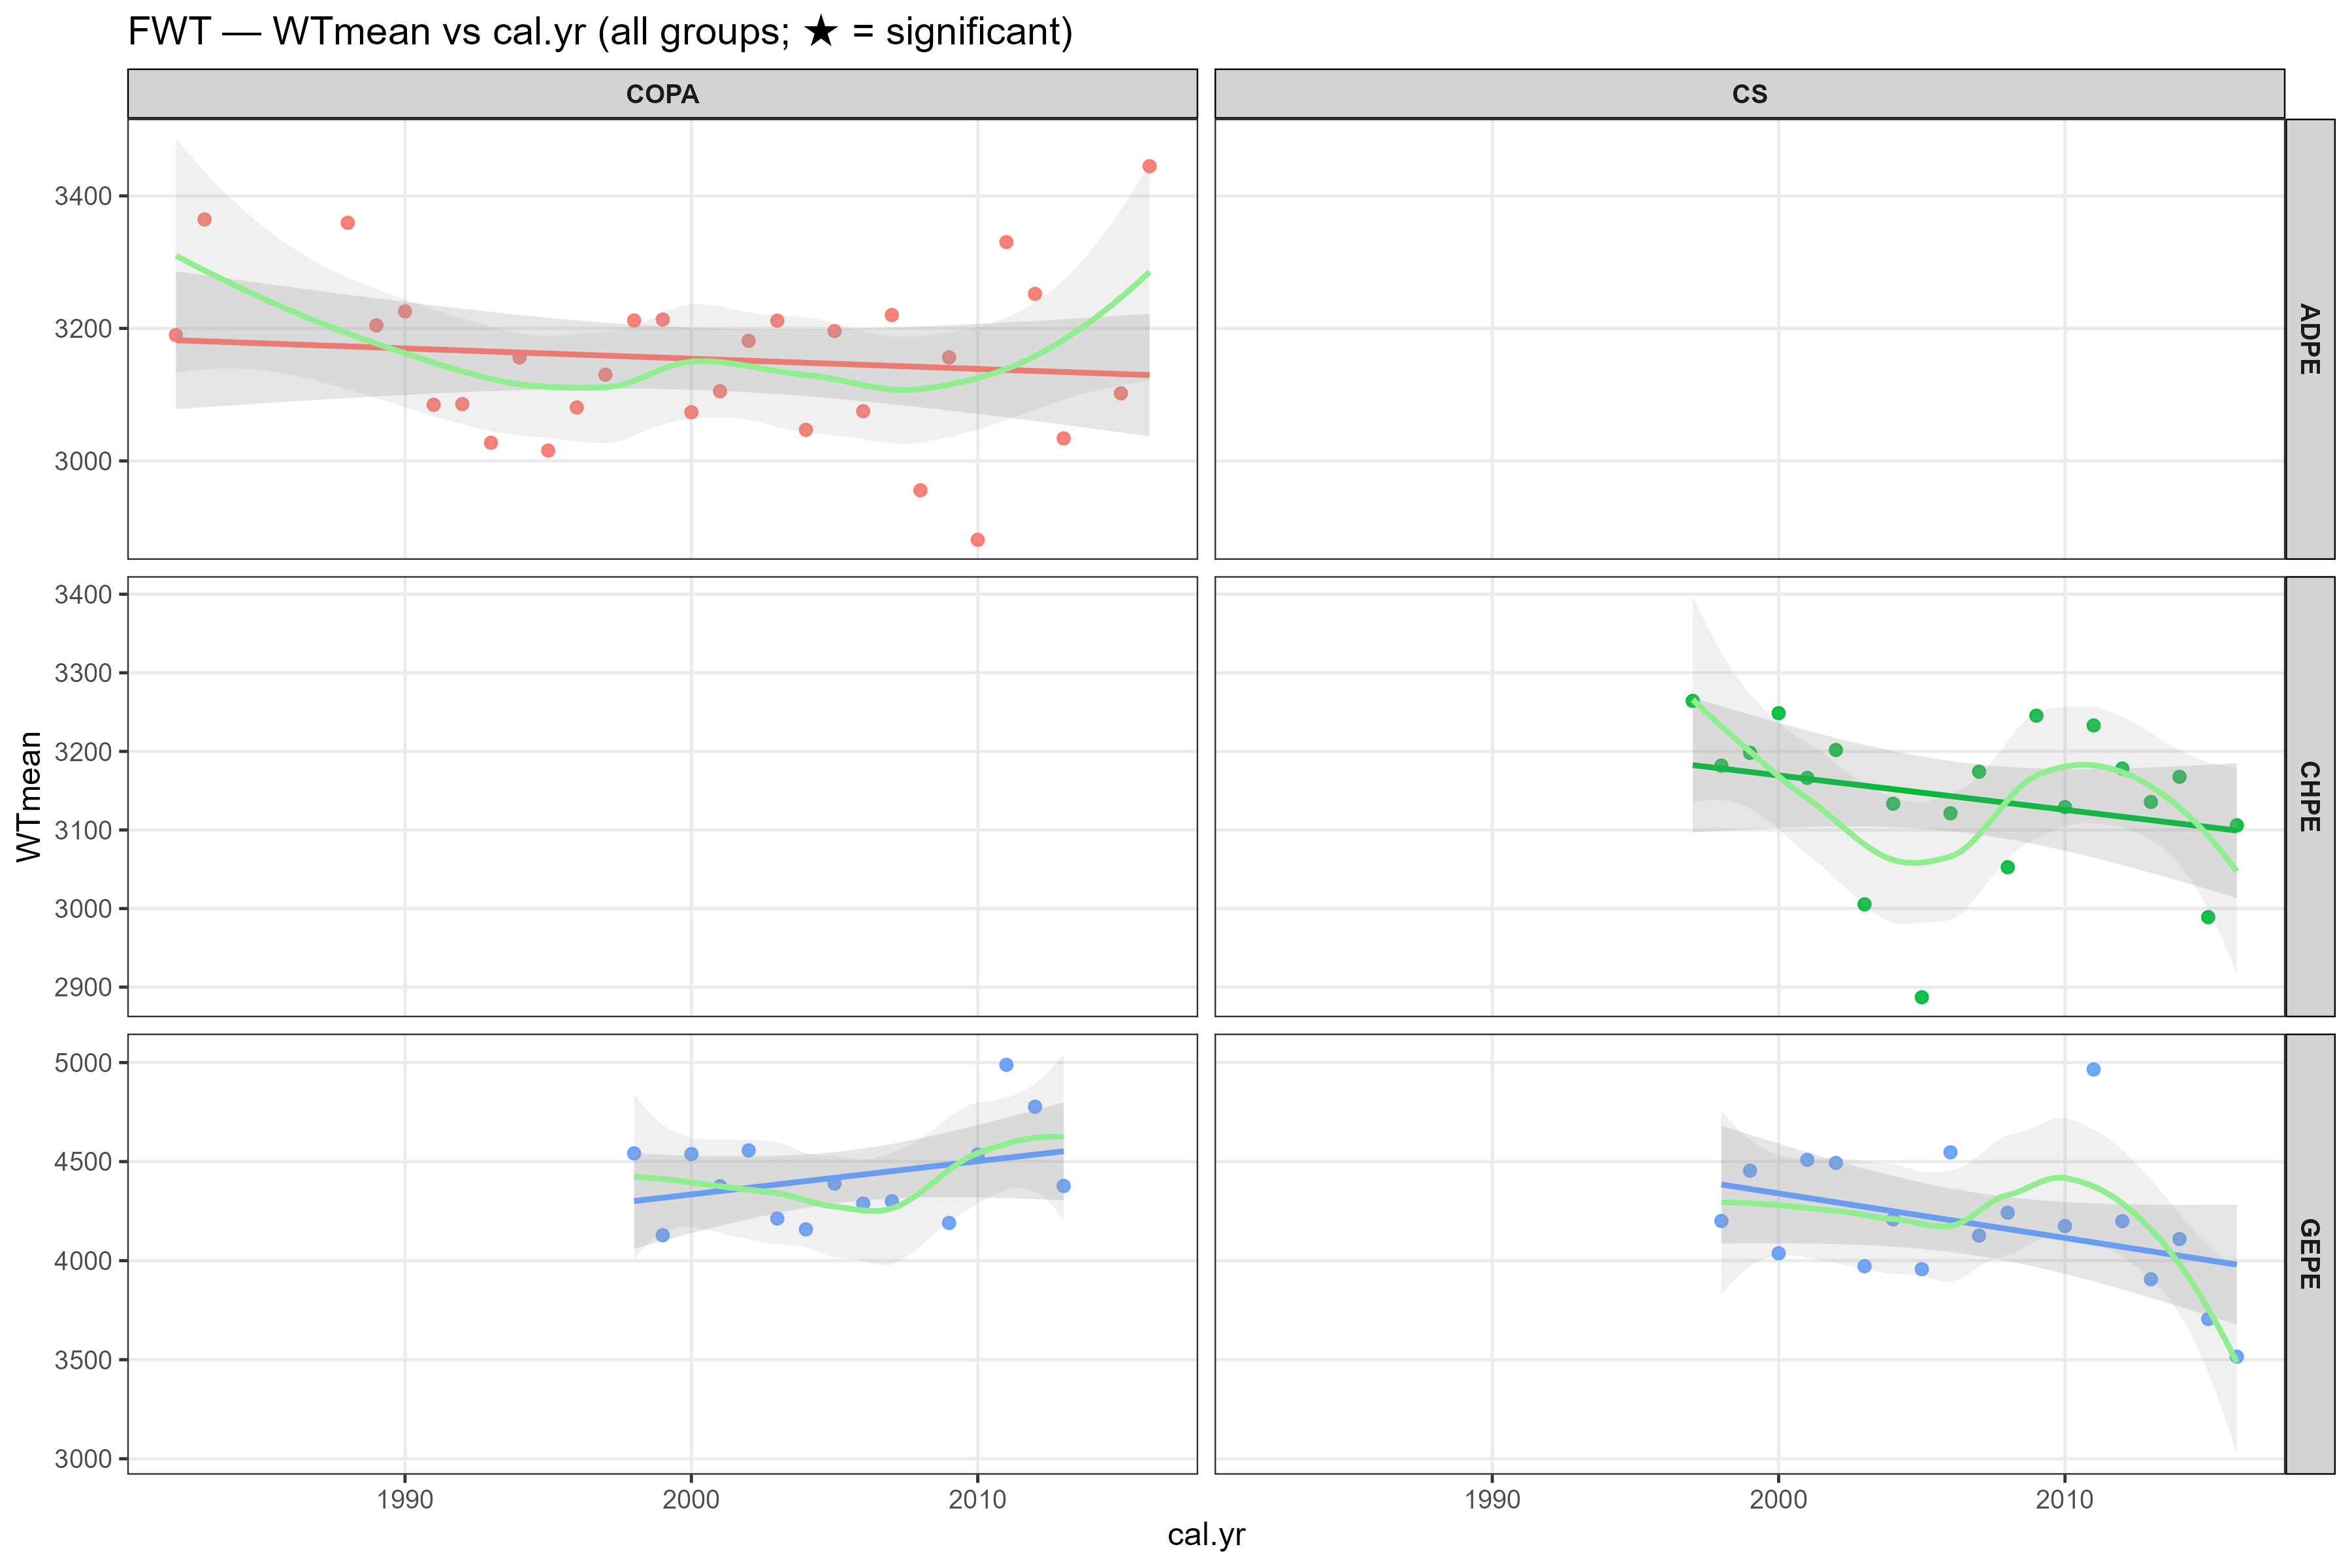 FWT — WTmean vs cal.yr (all groups; ★ = significant)
COPA
CS
3400
3200
3000
ADPE
3400
3300
3200
3100
3000
2900
CHPE
WTmean
5000
4500
4000
3500
3000
GEPE
1990 2000 2010 1990 2000 2010
cal.yr